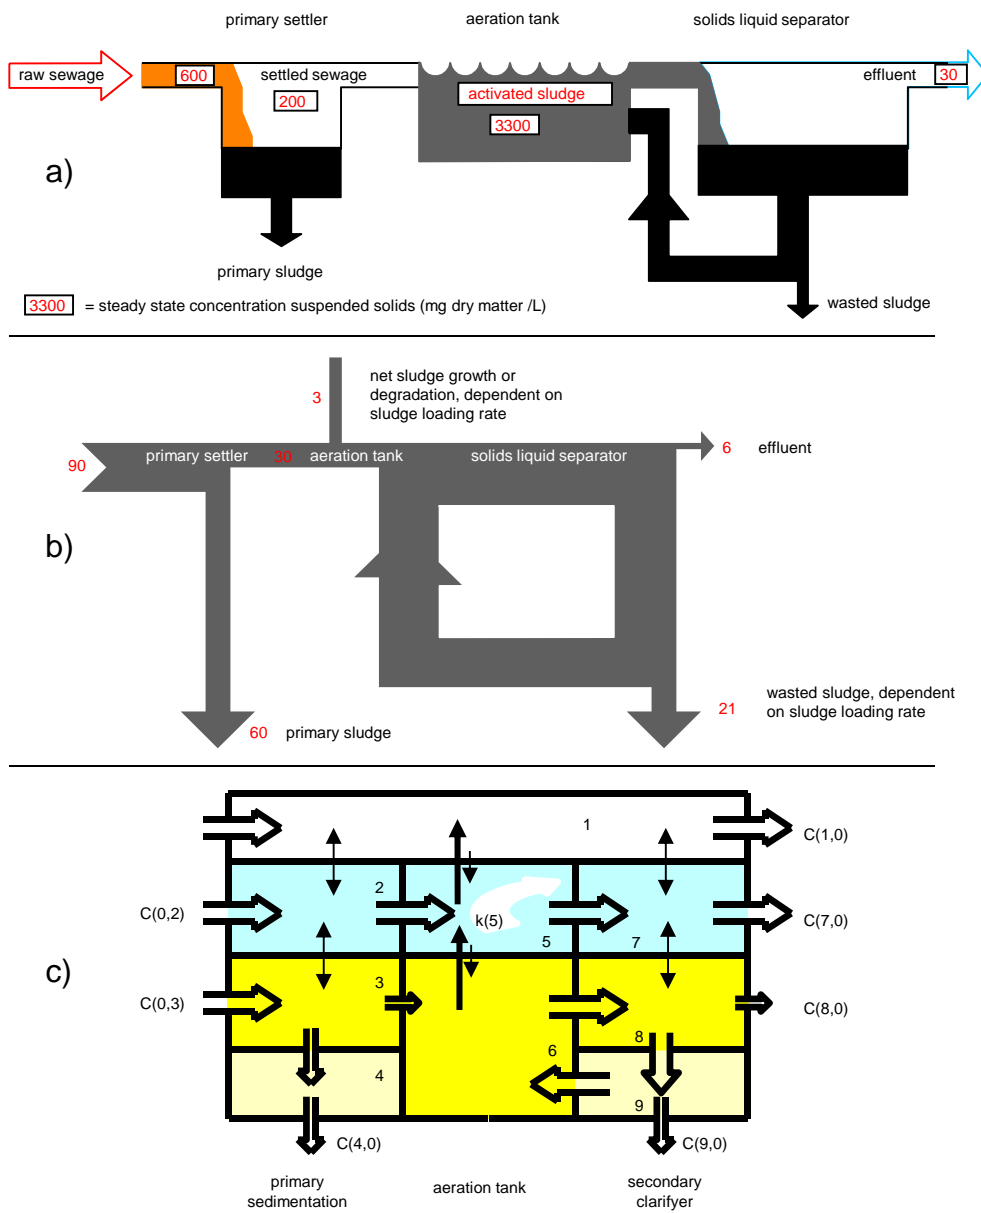 primary settler
aeration tank
solids liquid separator
raw sewage
600
settled sewage
200
activated sludge
3300
effluent
30
a)
primary sludge
wasted sludge
3300 = steady state concentration suspended solids (mg dry matter /L)
3
net sludge growth or
degradation, dependent on
sludge loading rate
90
primary settler
30
aeration tank
solids liquid separator
6
effluent
b)
60
primary sludge
21
wasted sludge, dependent
on sludge loading rate
1
C(1,0)
C(0,2)
2
k(5)
5
7
C(7,0)
c)
C(0,3)
3
C(8,0)
8
6
4
9
C(4,0)
C(9,0)
primary
sedimentation
aeration tank
secondary
clarifyer